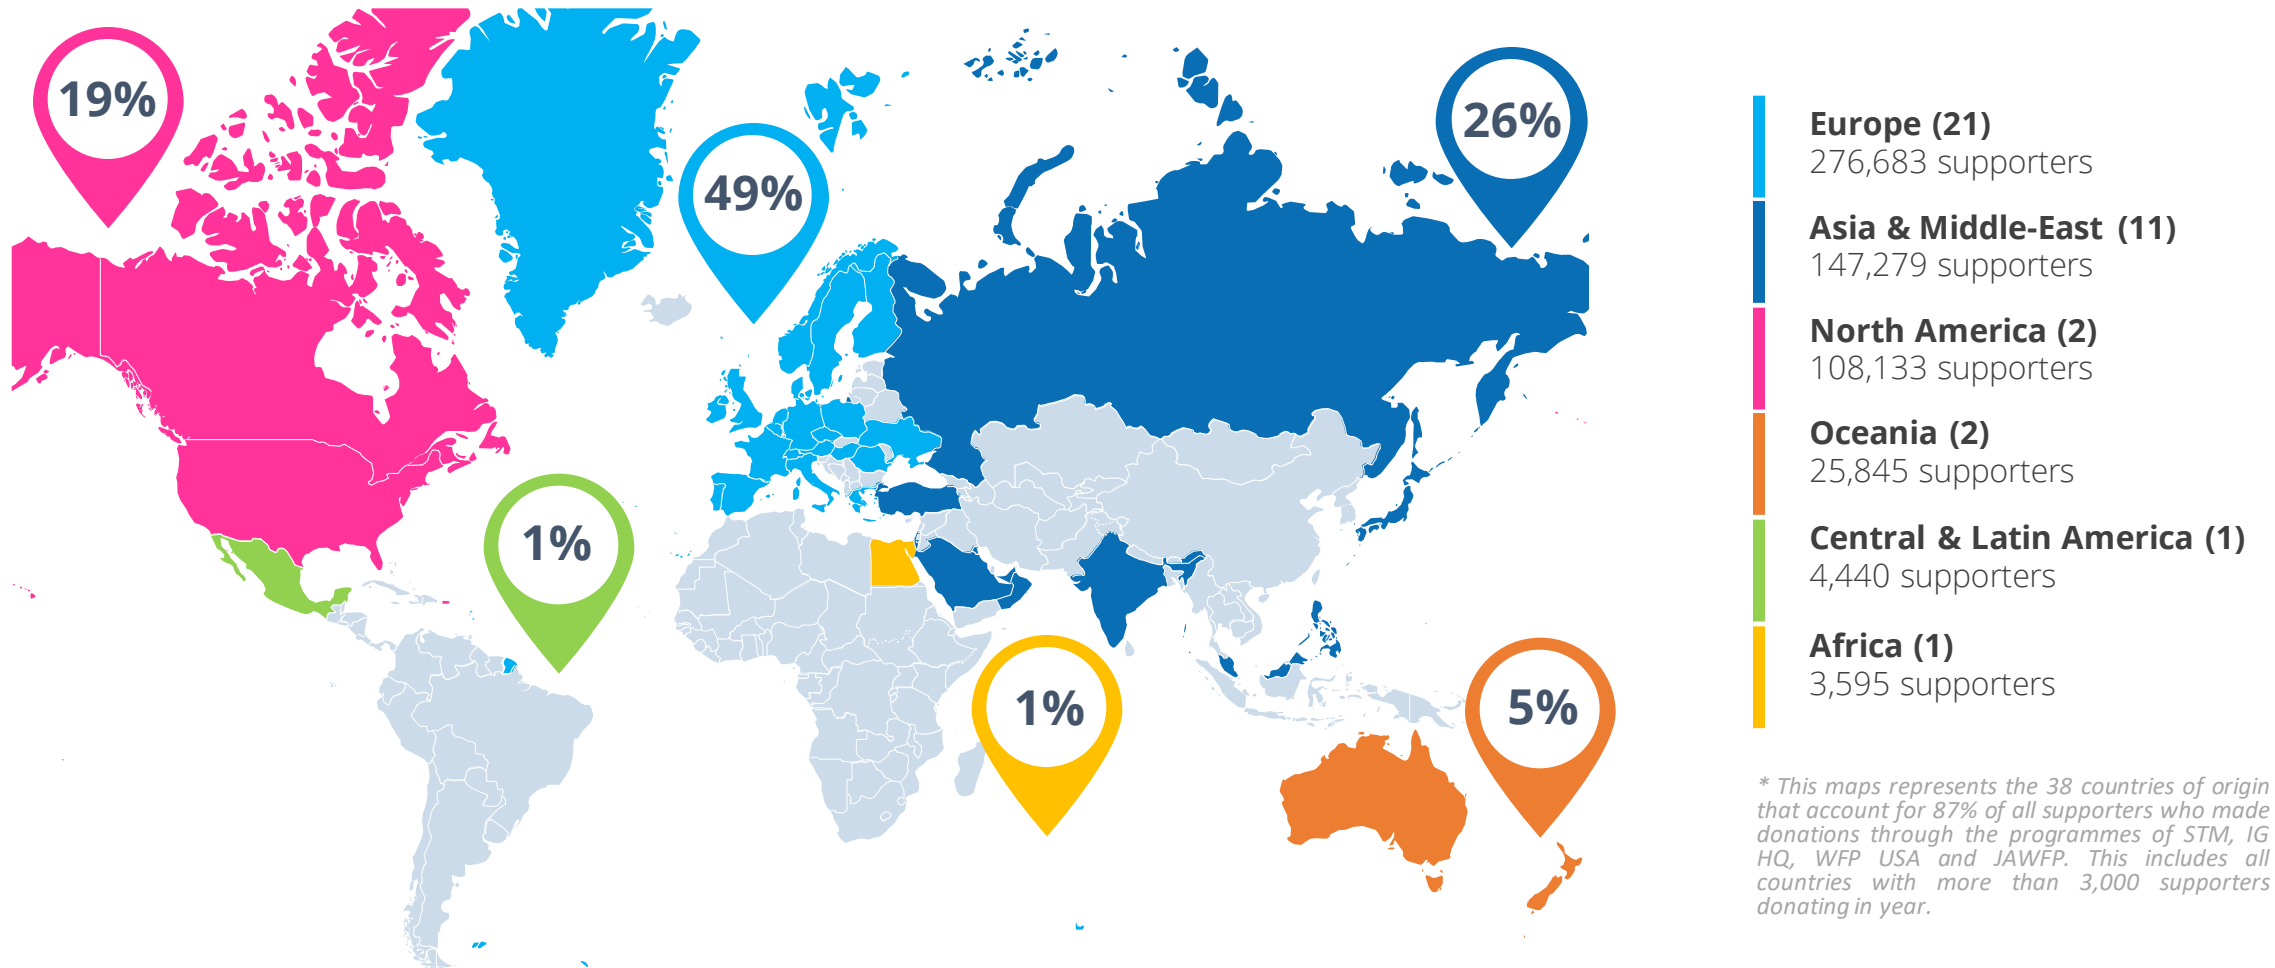 19%
49%
26%
1%
1%
5%
Europe (21)
276,683 supporters
Asia & Middle-East (11)
147,279 supporters
North America (2)
108,133 supporters
Oceania (2)
25,845 supporters
Central & Latin America (1)
4,440 supporters
Africa (1)
3,595 supporters
* This maps represents the 38 countries of origin
that account for 87% of all supporters who made
donations through the programmes of STM, IG
HQ, WFP USA and JAWFP. This includes all
countries with more than 3,000 supporters
donating in year.